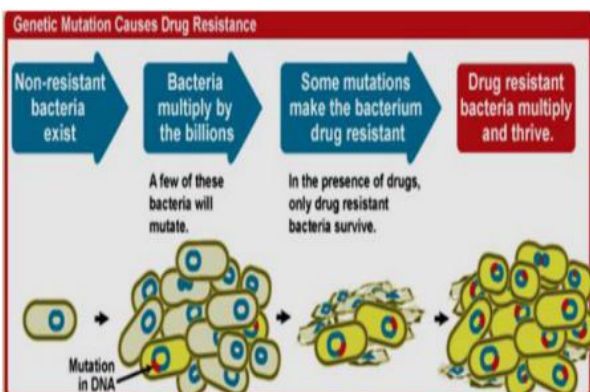 Genetic Mutation Causes Drug Resistance
Non-resistant
bacteria
exist
Bacteria
multiply by
the billions
Some mutations
make the bacterium
drug resistant
Drug resistant
bacteria multiply
and thrive.
A few of these
bacteria will
mutate.
In the presence of drugs,
only drug resistant
bacteria survive.
Mutation
in DNA